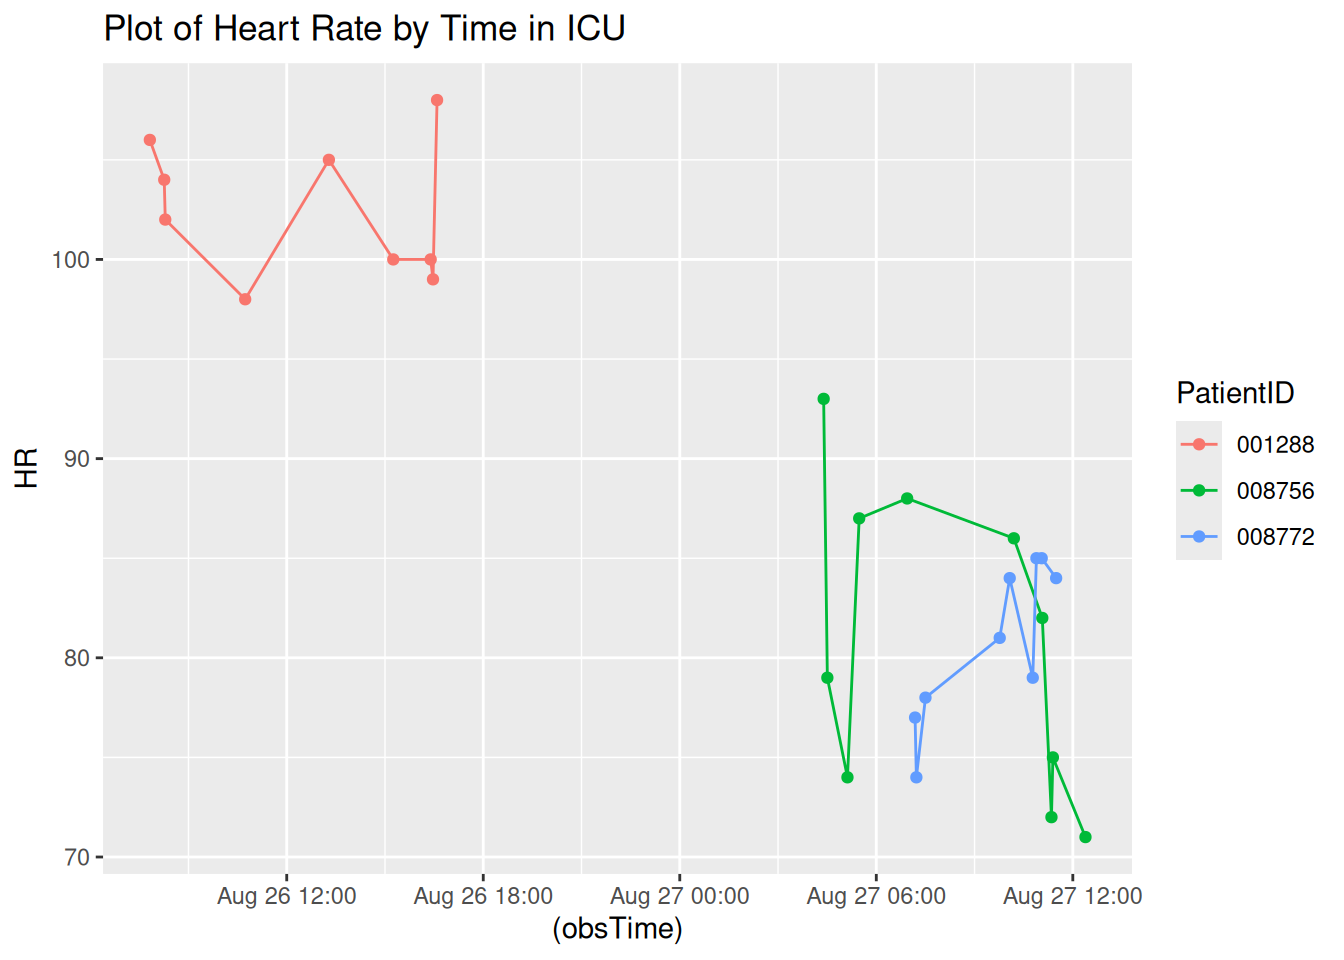 Plot of Heart Rate by Time in ICU
HR
100
90
80
70
Aug 26 12:00
Aug 26 18:00
Aug 27 00:00
Aug 27 06:00
Aug 27 12:00
(obsTime)
PatientID
001288
008756
008772